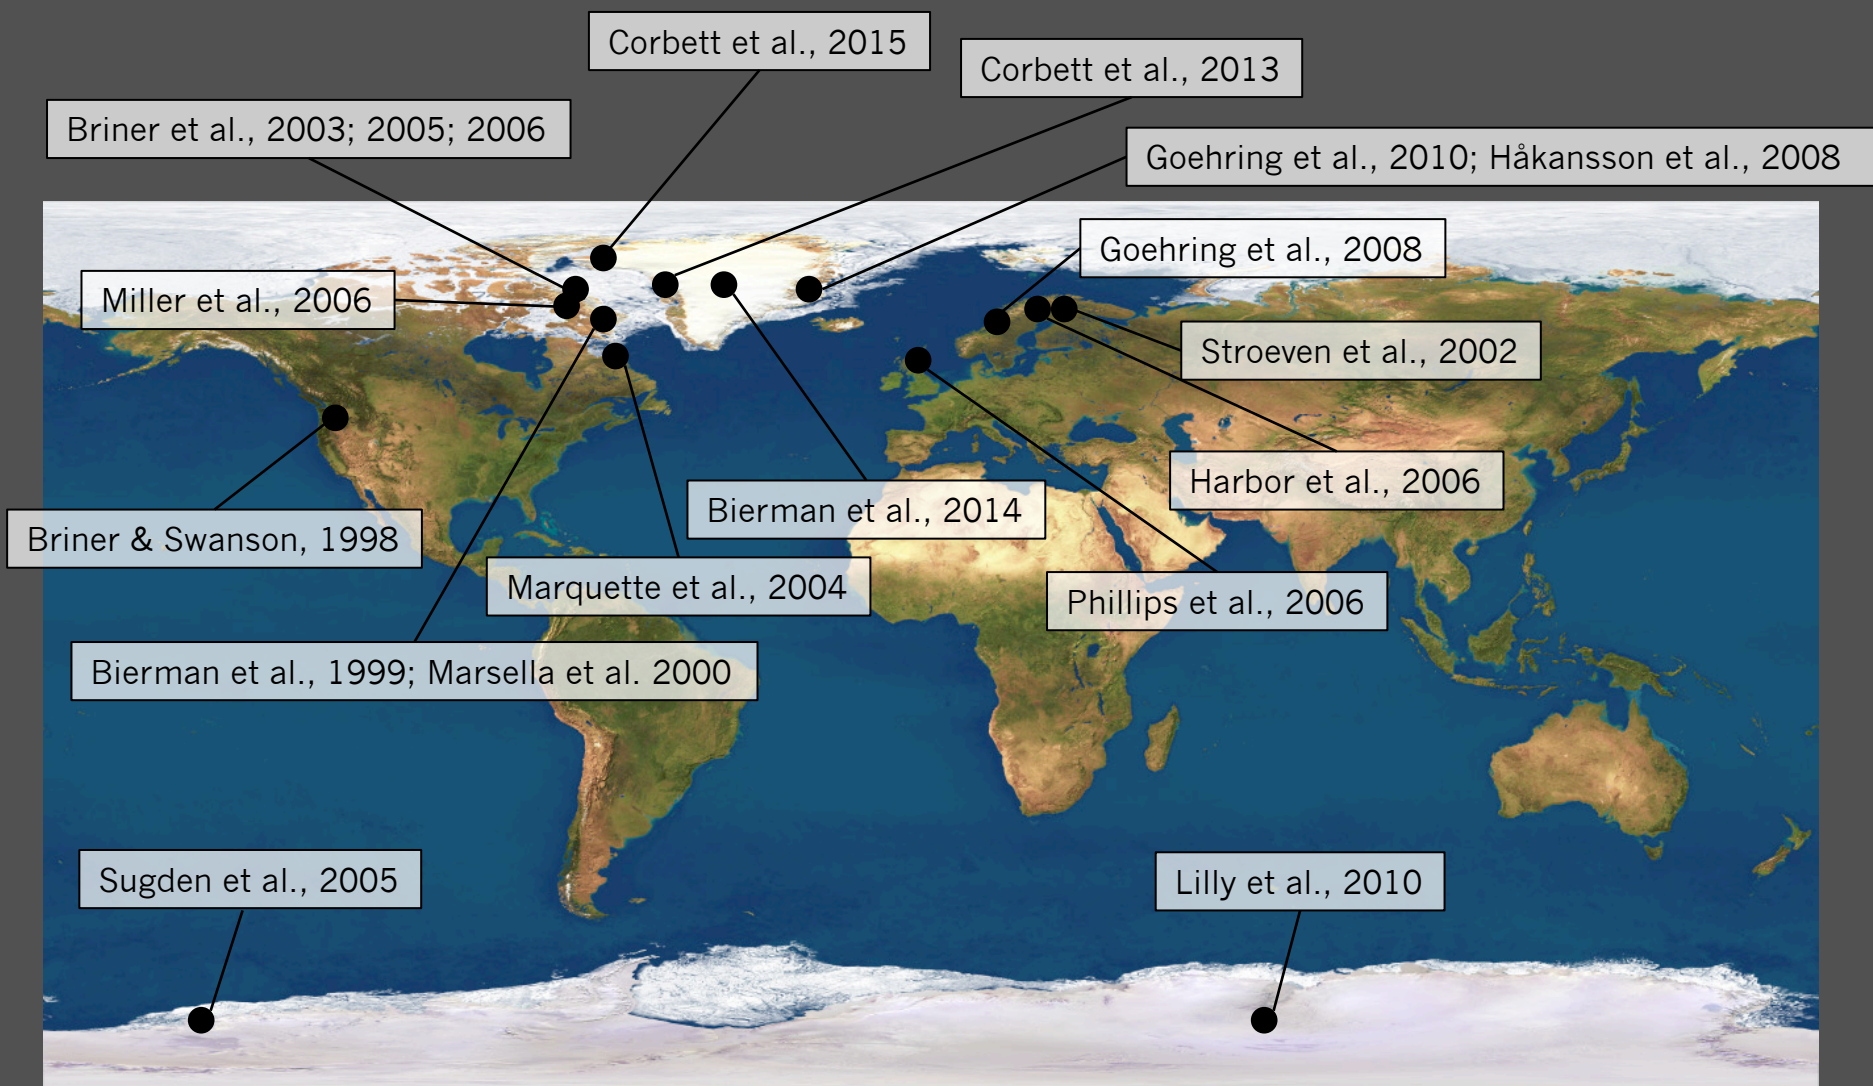 Corbett et al., 2015
Corbett et al., 2013
Briner et al., 2003; 2005; 2006
Goehring et al., 2010; Håkansson et al., 2008
Goehring et al., 2008
Miller et al., 2006
Stroeven et al., 2002
Harbor et al., 2006
Bierman et al., 2014
Briner & Swanson, 1998
Marquette et al., 2004
Phillips et al., 2006
Bierman et al., 1999; Marsella et al. 2000
Sugden et al., 2005
Lilly et al., 2010